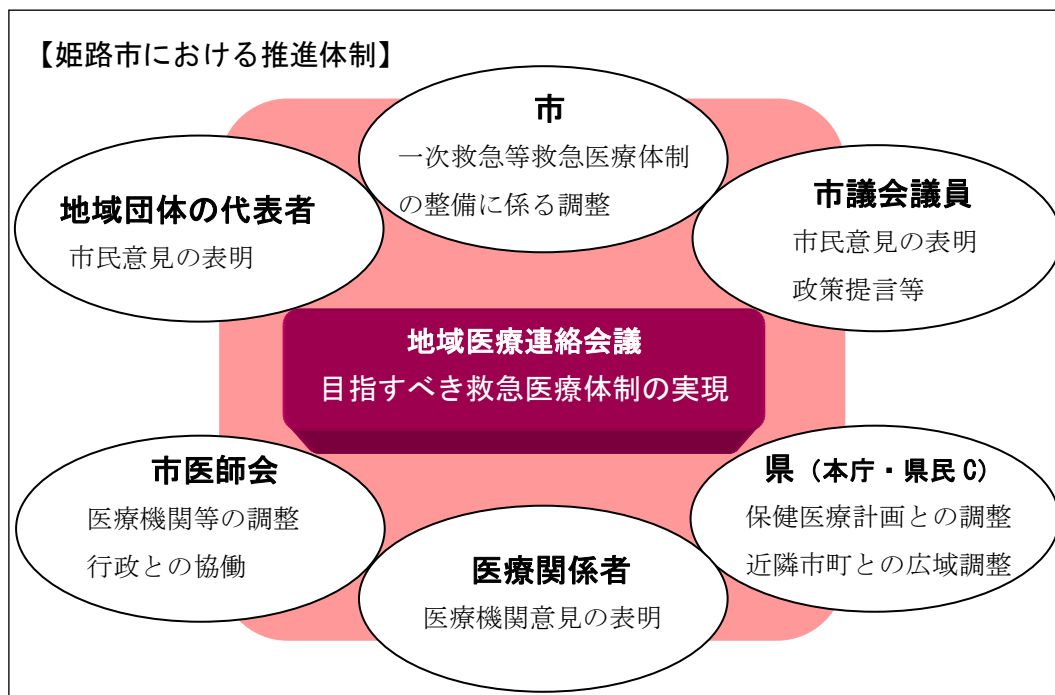 【姫路市における推進体制】
市
一次救急等救急医療体制
の整備に係る調整
地域団体の代表者
市民意見の表明
市議会議員
市民意見の表明
政策提言等
地域医療連絡会議
目指すべき救急医療体制の実現
市医師会
医療機関等の調整
行政との協働
医療関係者
医療機関意見の表明
県（本庁・県民C）
保健医療計画との調整
近隣市町との広域調整